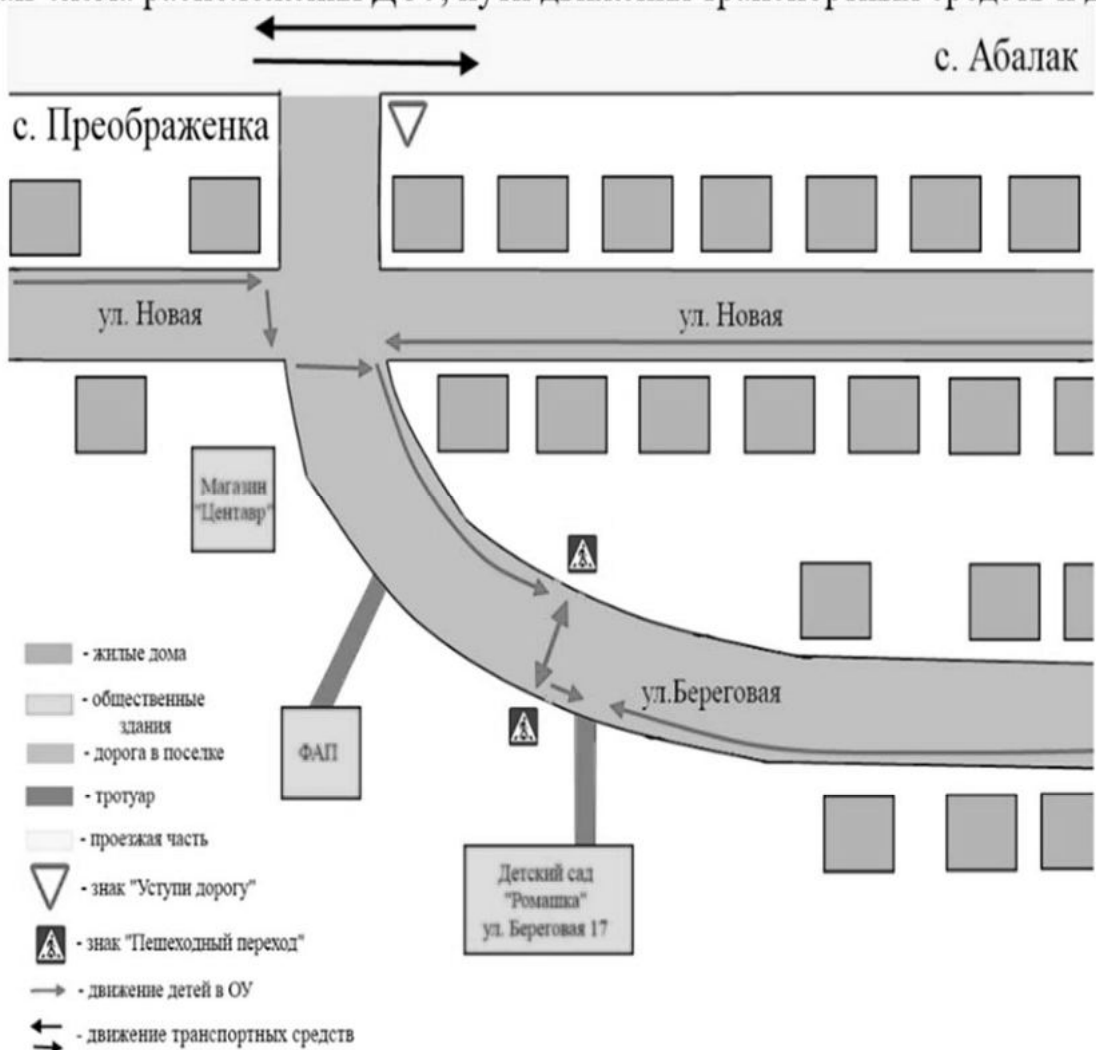 с. Абалак
с. Преображенка
ул. Новая
ул. Новая
Магазин
"Центавр"
ул.Береговая
ФАП
Детский сад
"Ромашка"
ул. Береговая 17
- жилые дома
- общественные
здания
- дорога в поселке
- тротуар
- проезжая часть
- знак "Уступи дорогу"
- знак "Пешеходный переход"
- движение детей в ОУ
- движение транспортных средств